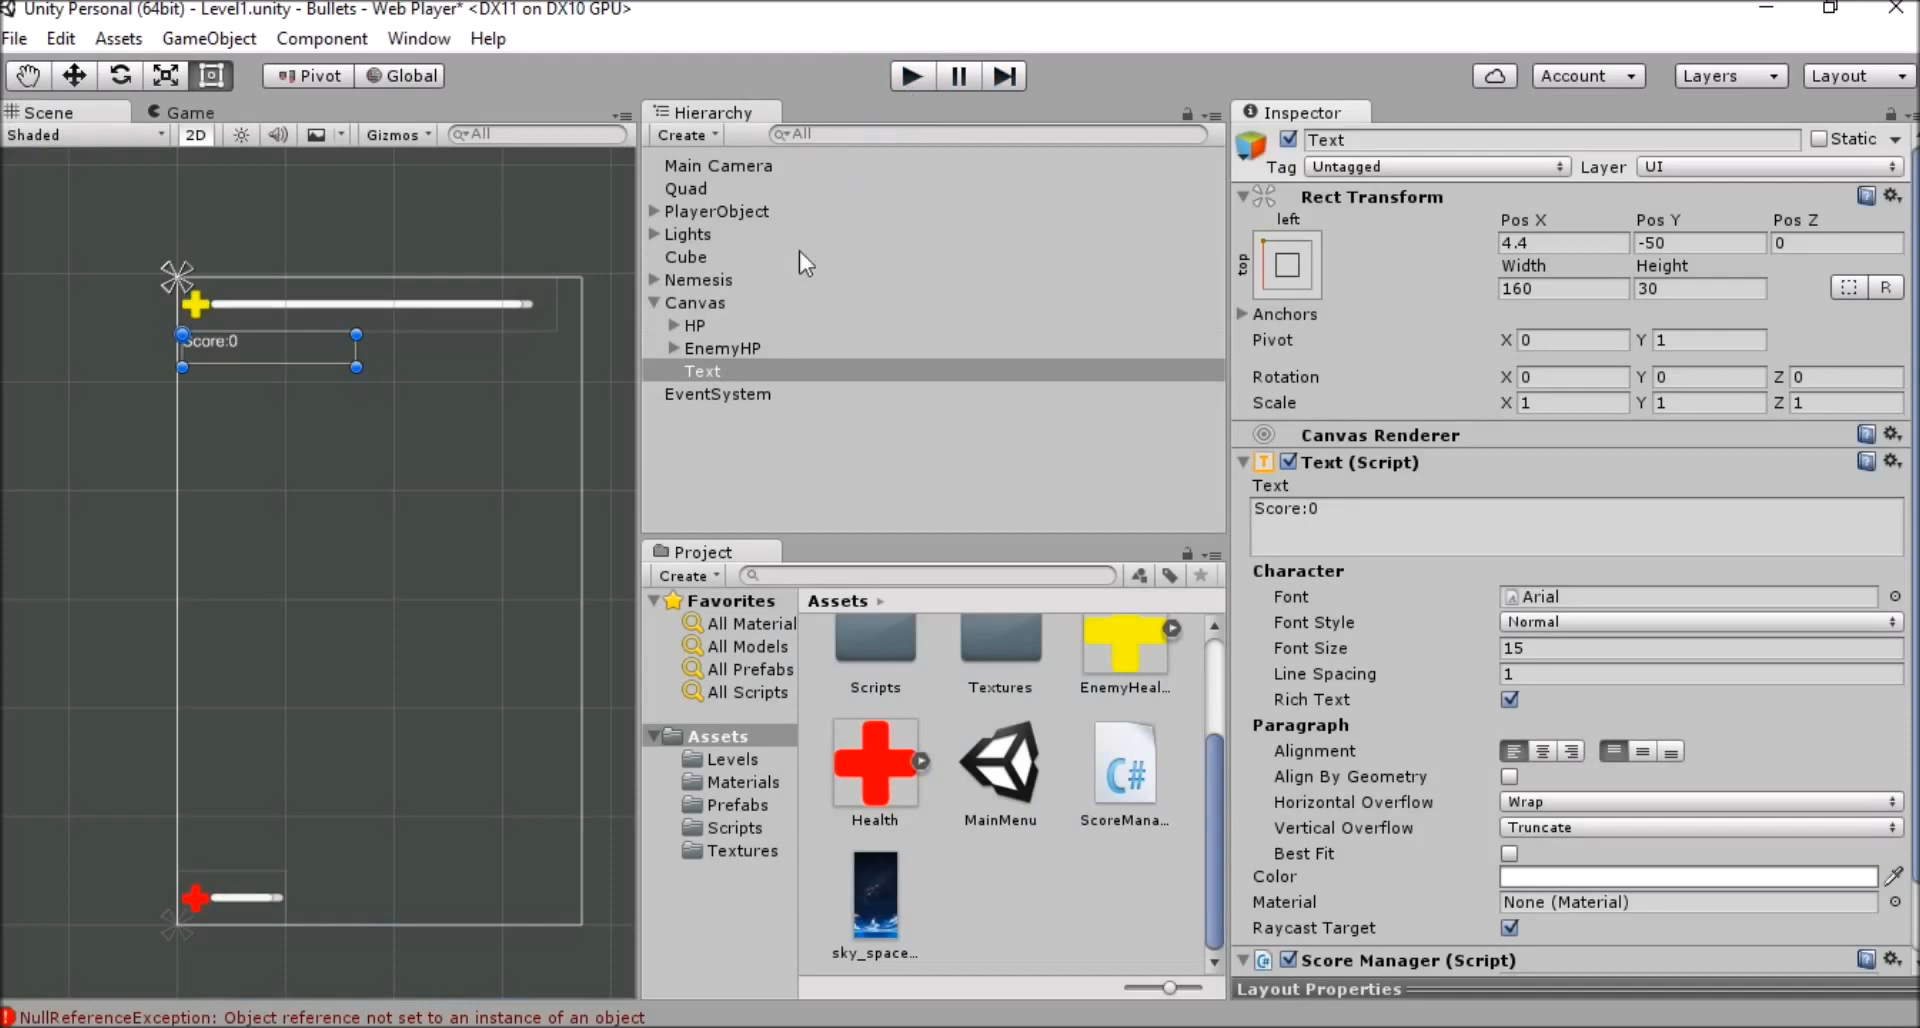 Unity Personal (64bit) - Level1.unity - Bullets - Web Player* <DX11 on DX10 GPU>
File Edit Assets GameObject Component Window Help
Pivot Global Account Layers Layout
Scene Game
Shaded 2D Gizmos All
Score:0
Hierarchy
Create All
Main Camera
Quad
PlayerObject
Lights
Cube
Nemesis
Canvas
HP
EnemyHP
Text
EventSystem
Project
Create
Favorites
All Material
All Models
All Prefabs
All Scripts
Assets
Levels
Materials
Prefabs
Scripts
Textures
Assets
Scripts Textures EnemyHeal...
C#
Health MainMenu ScoreMana...
sky_space...
Inspector
Text Static
Tag Untagged Layer UI
Rect Transform
left
top
Pos X Pos Y Pos Z
4.4 -50 0
Width Height
160 30 R
Anchors
Pivot X 0 Y 1
Rotation X 0 Y 0 Z 0
Scale X 1 Y 1 Z 1
Canvas Renderer
T Text (Script)
Text
Score:0
Character
Font Arial
Font Style Normal
Font Size 15
Line Spacing 1
Rich Text
Paragraph
Alignment
Align By Geometry
Horizontal Overflow Wrap
Vertical Overflow Truncate
Best Fit
Color
Material None (Material)
Raycast Target
Score Manager (Script)
Layout Properties
NullReferenceException: Object reference not set to an instance of an object